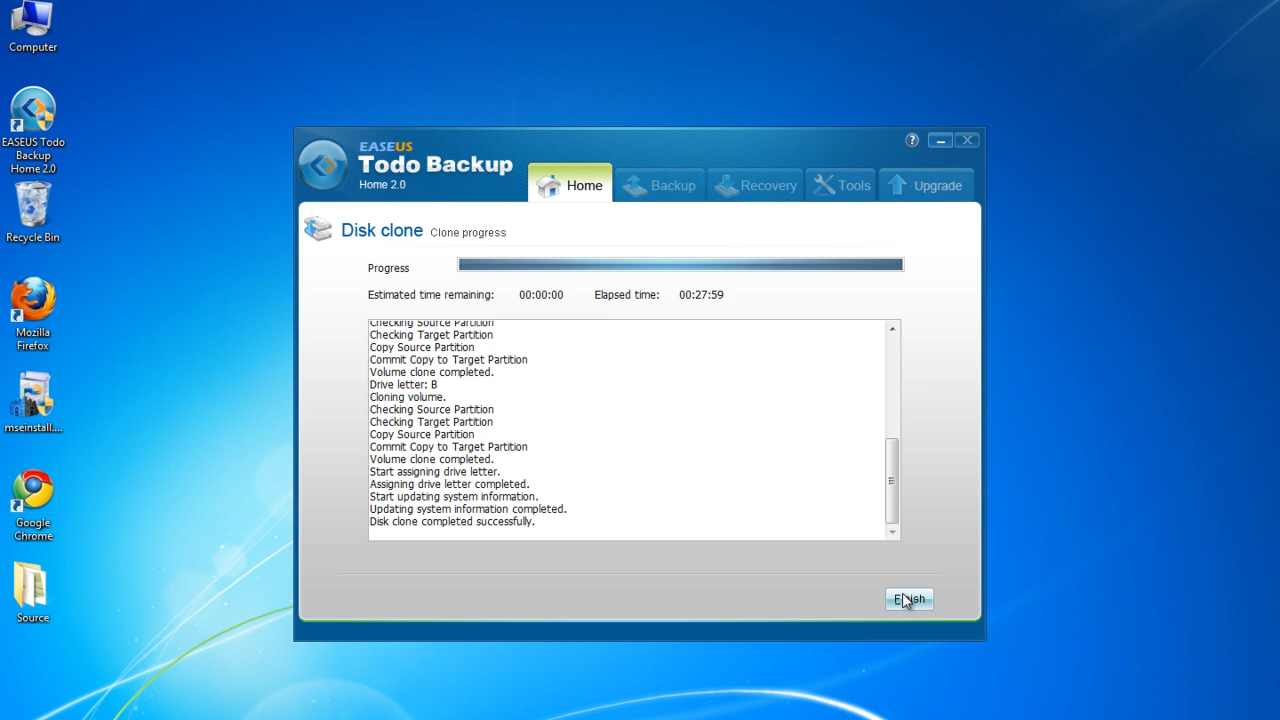 Computer
EASEUS Todo
Backup
Home 2.0
Recycle Bin
Mozilla
Firefox
mseinstall....
Google
Chrome
Source
EASEUS
Todo Backup
Home 2.0
Home
Backup
Recovery
Tools
Upgrade
Disk clone Clone progress
Progress
Estimated time remaining: 00:00:00 Elapsed time: 00:27:59
Checking Source Partition
Checking Target Partition
Copy Source Partition
Commit Copy to Target Partition
Volume clone completed.
Drive letter: B
Cloning volume.
Checking Source Partition
Checking Target Partition
Copy Source Partition
Commit Copy to Target Partition
Volume clone completed.
Start assigning drive letter.
Assigning drive letter completed.
Start updating system information.
Updating system information completed.
Disk clone completed successfully.
Finish